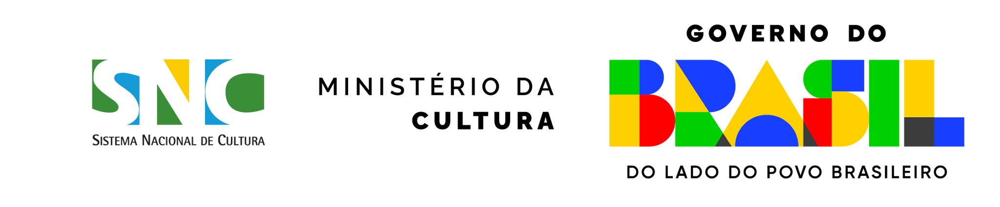 SNC
SISTEMA NACIONAL DE CULTURA
MINISTÉRIO DA
CULTURA
GOVERNO DO
BRASIL
DO LADO DO POVO BRASILEIRO